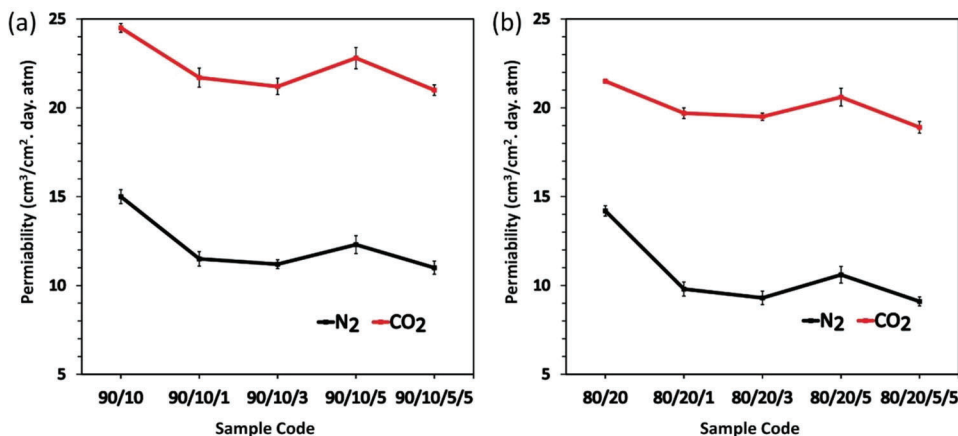 (a)
Permiability (cm³/cm². day. atm)
25
20
15
10
5
N₂ CO₂
90/10 90/10/1 90/10/3 90/10/5 90/10/5/5
Sample Code
(b)
Permiability (cm³/cm². day. atm)
25
20
15
10
5
N₂ CO₂
80/20 80/20/1 80/20/3 80/20/5 80/20/5/5
Sample Code